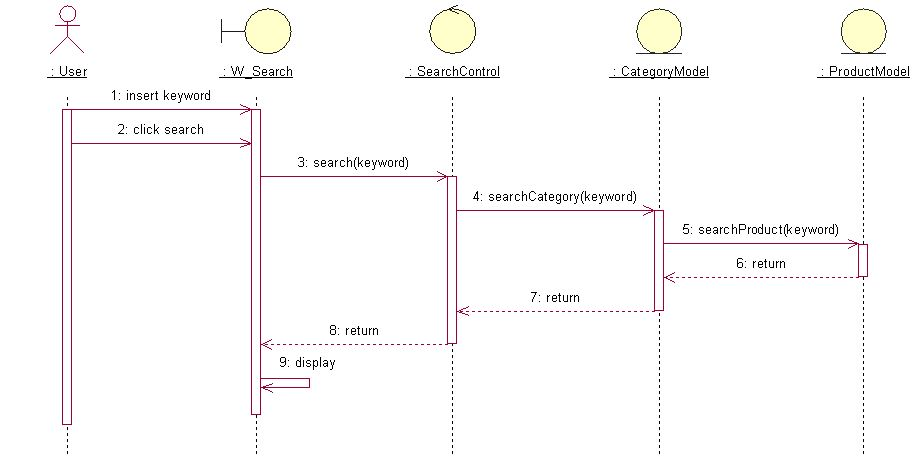 : User
: W_Search
: SearchControl
: CategoryModel
: ProductModel
1: insert keyword
2: click search
3: search(keyword)
4: searchCategory(keyword)
5: searchProduct(keyword)
6: return
7: return
8: return
9: display